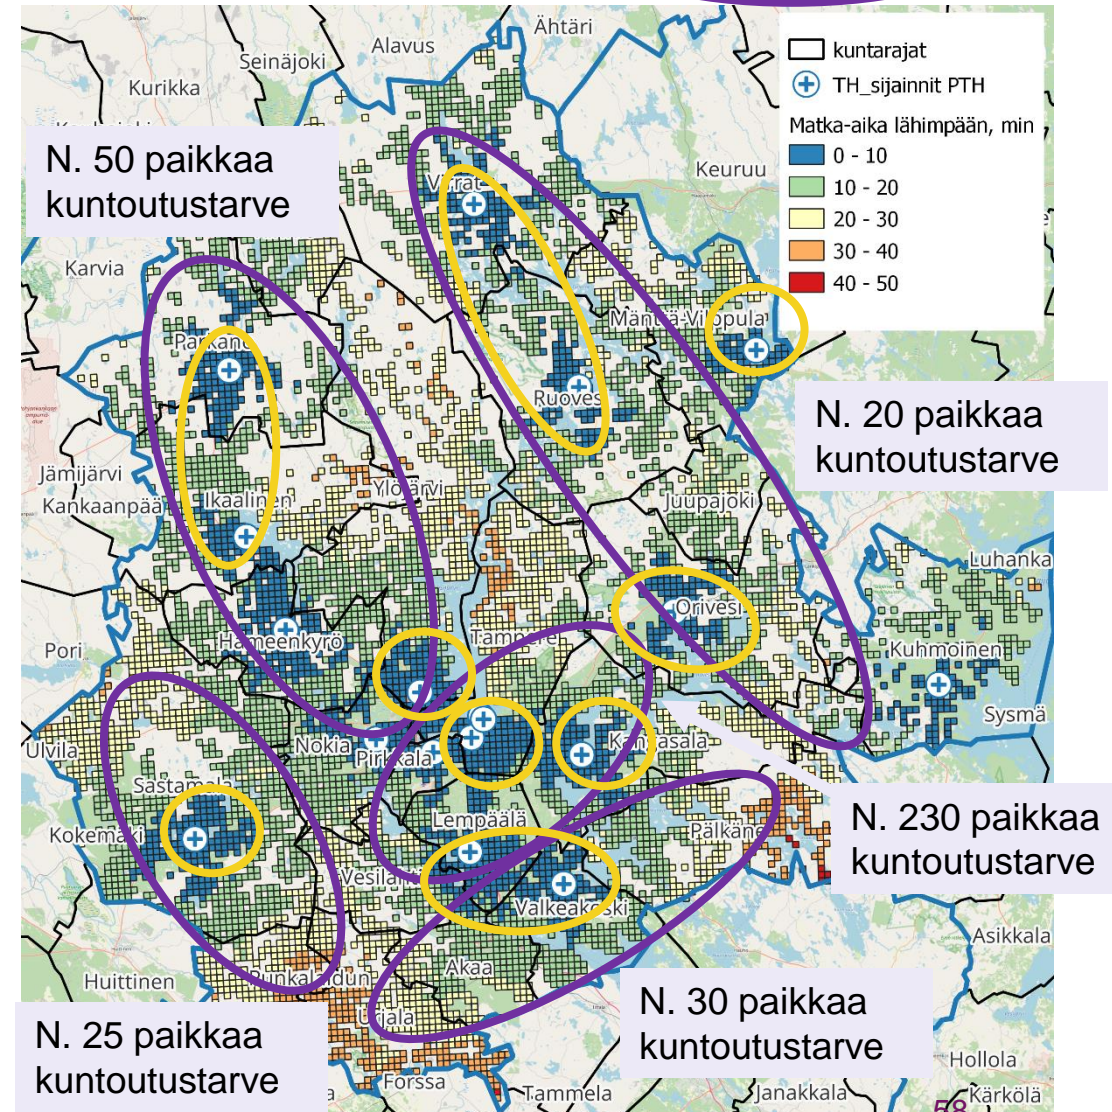 Ähtäri
Alavus
Seinäjoki
Kurikka
kuntarajat
TH_sijainnit PTH
Matka-aika lähimpään, min
0 - 10
10 - 20
20 - 30
30 - 40
40 - 50
N. 50 paikkaa
kuntoutustarve
Keuruu
Virrat
Karvia
Mänttä-Vilppula
Parkano
Ruovesi
N. 20 paikkaa
kuntoutustarve
Jämijärvi
Kankaanpää
Ikaalinen
Ylöjärvi
Juupajoki
Luhanka
Orivesi
Hämeenkyrö
Tampere
Pori
Kuhmoinen
Sysmä
Ulvila
Nokia
Pirkkala
Kangasala
Sastamala
Kokemäki
Lempäälä
Pälkäne
N. 230 paikkaa
kuntoutustarve
Vesilahti
Valkeakoski
Asikkala
Huittinen
Punkalaidun
Akaa
Urjala
N. 30 paikkaa
kuntoutustarve
N. 25 paikkaa
kuntoutustarve
Forssa
Tammela
Janakkala
Hollola
58
Kärkölä